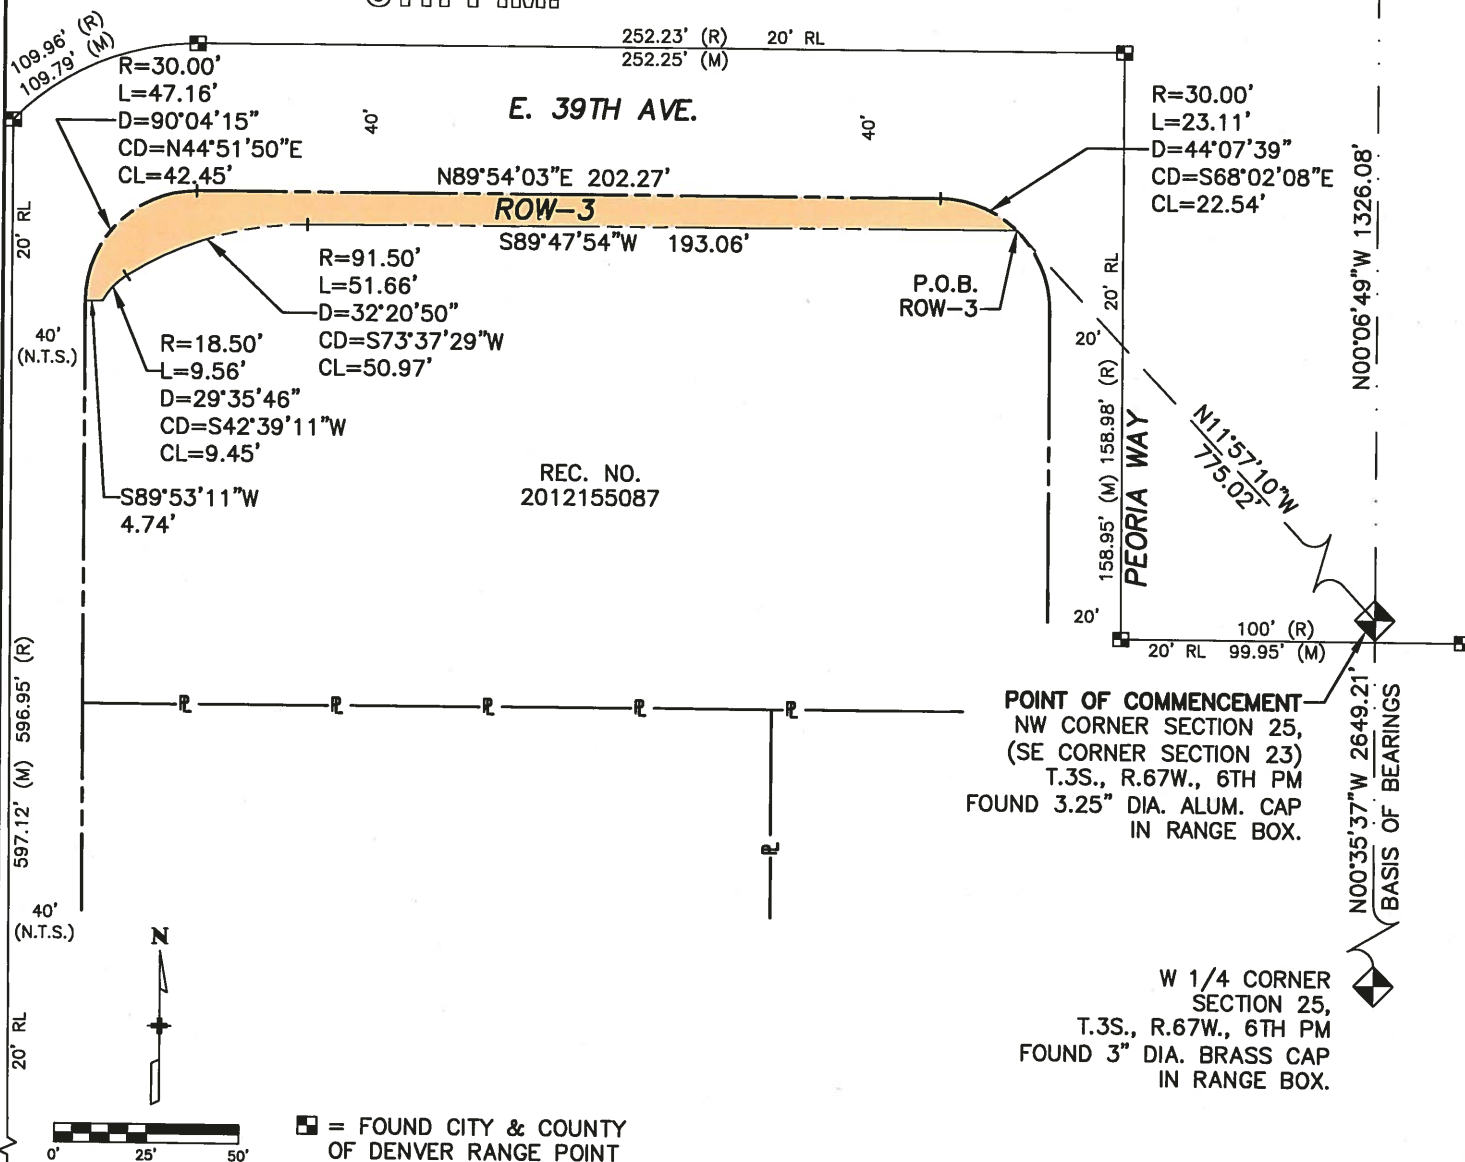 109.96' (R)
109.79' (M)
252.23' (R) 20' RL
252.25' (M)
R=30.00'
L=47.16'
D=90°04'15"
CD=N44°51'50"E
CL=42.45'
40'
E. 39TH AVE.
40'
R=30.00'
L=23.11'
D=44°07'39"
CD=S68°02'08"E
CL=22.54'
N89°54'03"E 202.27'
ROW-3
S89°47'54"W 193.06'
20' RL
R=91.50'
L=51.66'
D=32°20'50"
CD=S73°37'29"W
CL=50.97'
P.O.B.
ROW-3
20' RL
20'
N00°06'49"W 1326.08'
40'
(N.T.S.)
R=18.50'
L=9.56'
D=29°35'46"
CD=S42°39'11"W
CL=9.45'
S89°53'11"W
4.74'
REC. NO.
2012155087
158.95' (M) 158.98' (R)
PEORIA WAY
N11°57'10"W
775.02'
20'
100' (R)
20' RL 99.95' (M)
597.12' (M) 596.95' (R)
PL PL PL PL PL
PL
POINT OF COMMENCEMENT
NW CORNER SECTION 25,
(SE CORNER SECTION 23)
T.3S., R.67W., 6TH PM
FOUND 3.25" DIA. ALUM. CAP
IN RANGE BOX.
N00°35'37"W 2649.21'
BASIS OF BEARINGS
40'
(N.T.S.)
N
20' RL
W 1/4 CORNER
SECTION 25,
T.3S., R.67W., 6TH PM
FOUND 3" DIA. BRASS CAP
IN RANGE BOX.
0' 25' 50'
= FOUND CITY & COUNTY
OF DENVER RANGE POINT